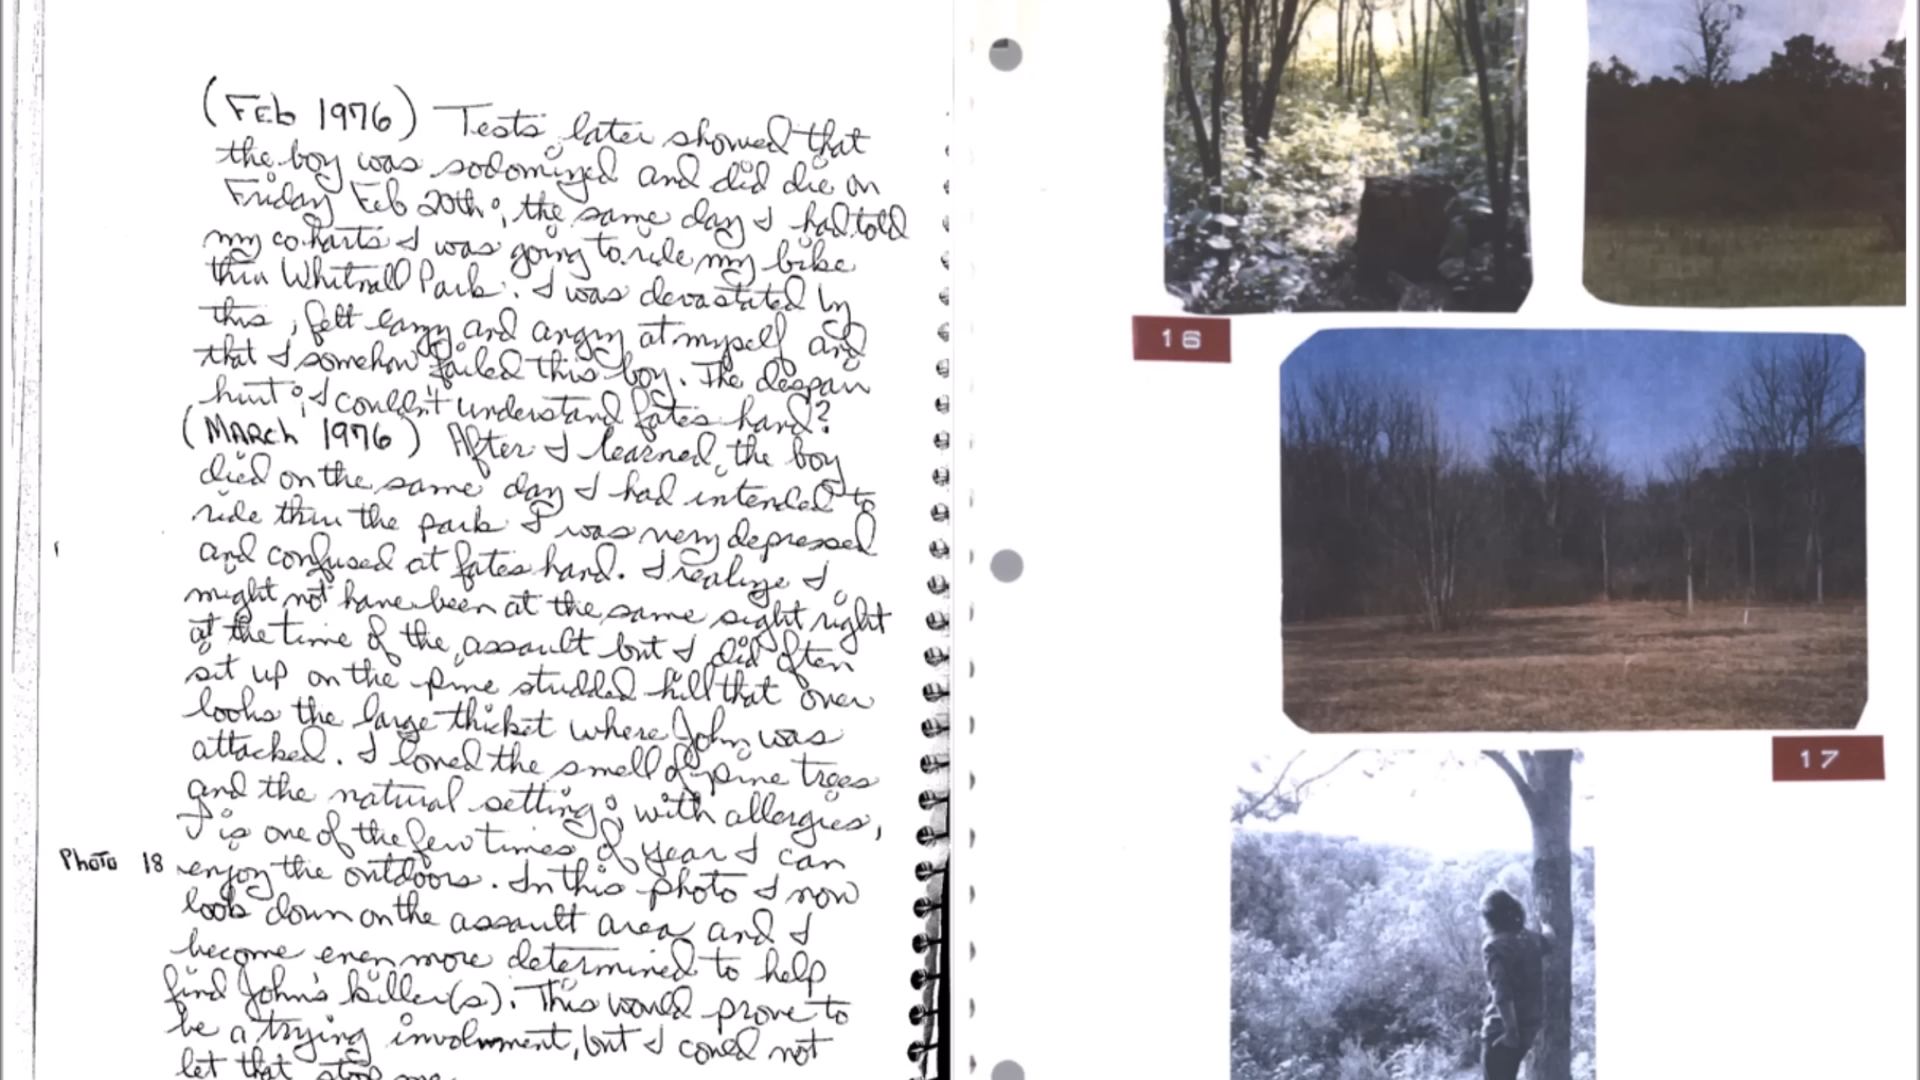 (Feb 1976) Tests later showed that
the boy was sodomized and did die on
Friday Feb 20th; the same day I had told
my coharts I was going to ride my bike
thru Whitnall Park. I was devastated by
this, felt and angry at myself and
that I somehow failed this boy. The despair
hurt; I couldn't understand fates hand?
(MARCH 1976) After I learned, the boy
died on the same day I had intended to
ride thru the park I was very depressed
and confused at fates hand. I realize I
might not have been at the same sight right
at the time of the assault but I did often
sit up on the pine studded hill that over
looks the large thicket where John was
attacked. I loved the smell of pine trees
and the natural setting; with allergies,
I is one of the few times of year I can
Photo 18 enjoy the outdoors. In this photo I now
look down on the assault area and I
become even more determined to help
find John's killer(s). This would prove to
be a trying involvment, but I could not
let that stop me.
16
17